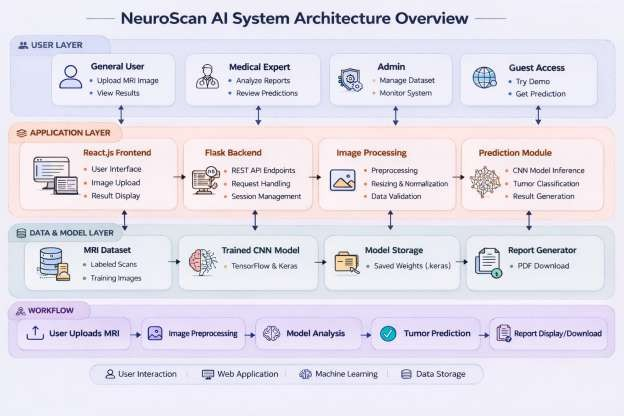 NeuroScan AI System Architecture Overview
USER LAYER
General User
Upload MRI Image
View Results
Medical Expert
Analyze Reports
Review Predictions
Admin
Manage Dataset
Monitor System
Guest Access
Try Demo
Get Prediction
APPLICATION LAYER
React.js Frontend
User Interface
Image Upload
Result Display
Flask Backend
REST API Endpoints
Request Handling
Session Management
Image Processing
Preprocessing
Resizing & Normalization
Data Validation
Prediction Module
CNN Model Inference
Tumor Classification
Result Generation
DATA & MODEL LAYER
MRI Dataset
Labeled Scans
Training Images
Trained CNN Model
TensorFlow & Keras
Model Storage
Saved Weights (.keras)
Report Generator
PDF Download
WORKFLOW
User Uploads MRI
Image Preprocessing
Model Analysis
Tumor Prediction
Report Display/Download
User Interaction
Web Application
Machine Learning
Data Storage